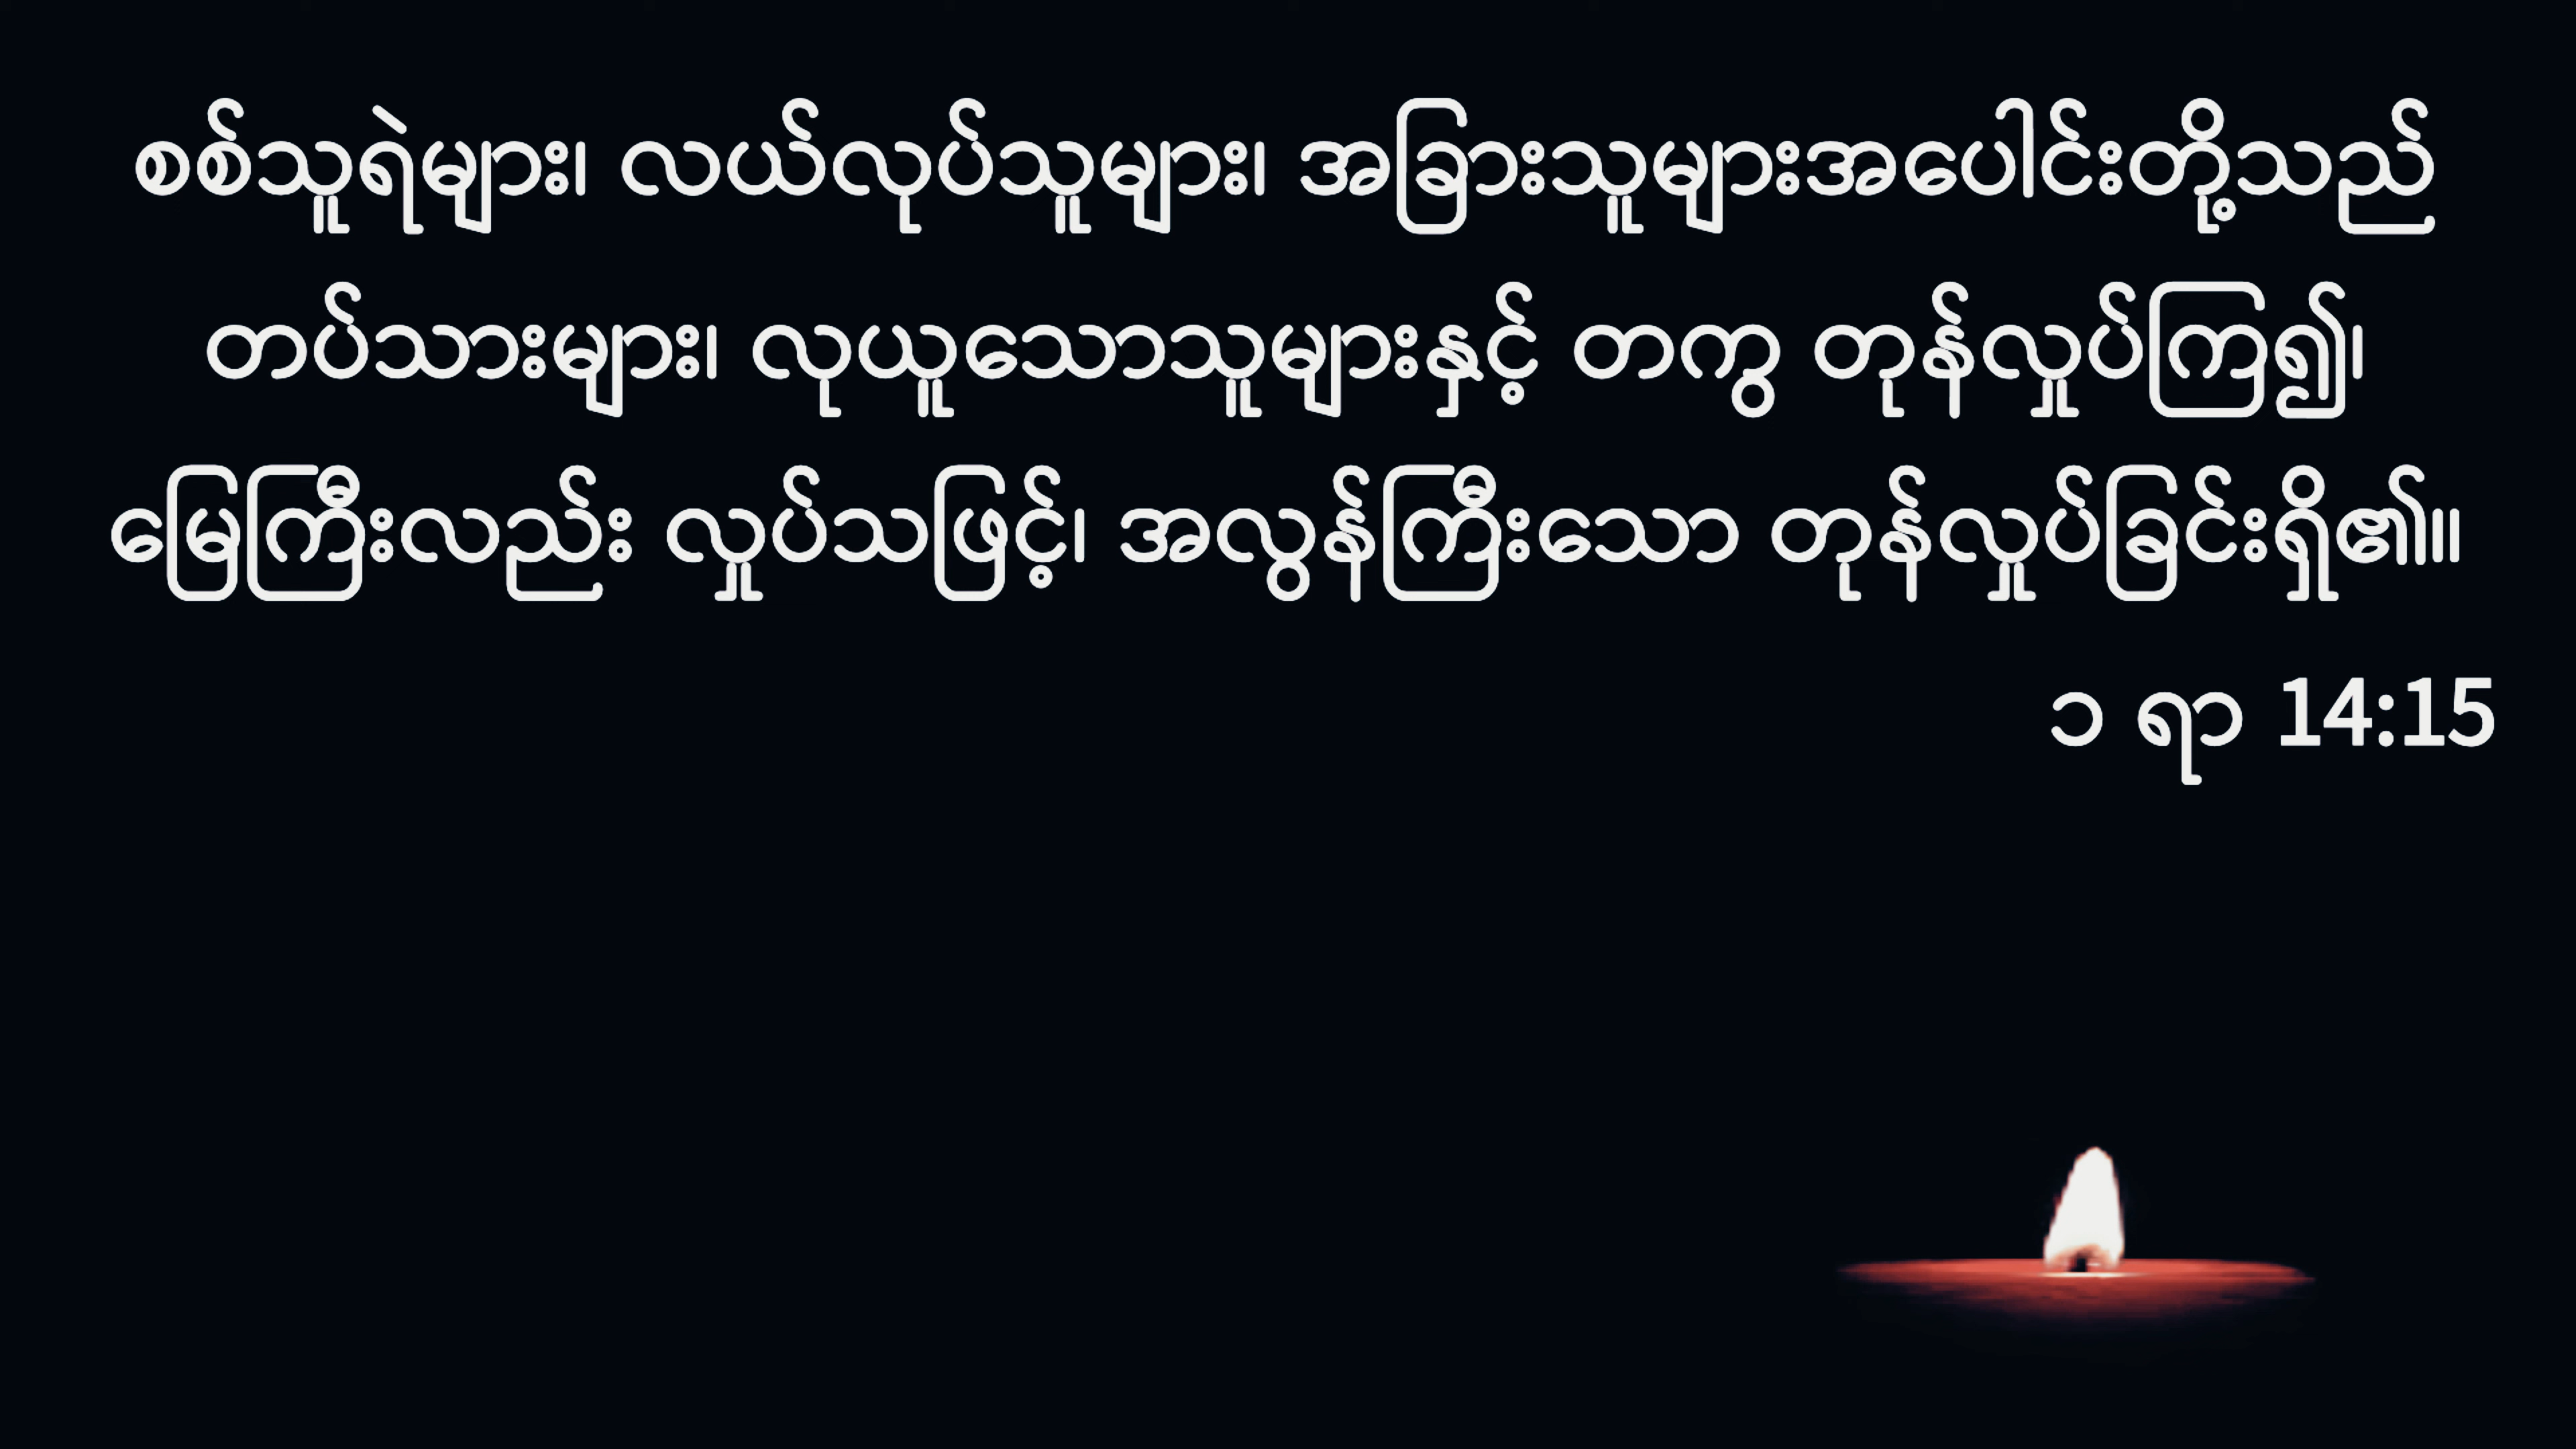 စစ်သူရဲများ၊ လယ်လုပ်သူများ၊ အခြားသူများအပေါင်းတို့သည်
တပ်သားများ၊ လုယူသောသူများနှင့် တကွ တုန်လှုပ်ကြ၍၊
မြေကြီးလည်း လှုပ်သဖြင့်၊ အလွန်ကြီးသော တုန်လှုပ်ခြင်းရှိ၏။
၁ ရာ 14:15